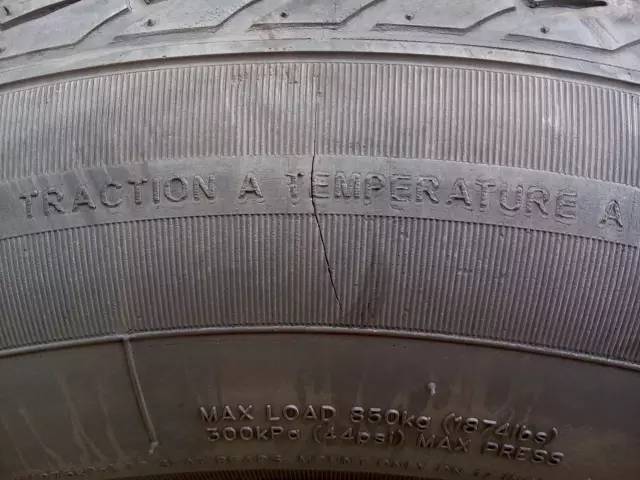 TRACTION A TEMPERATURE A
MAX LOAD 850kg (1874lbs)
300kPa (44psi) MAX PRESS